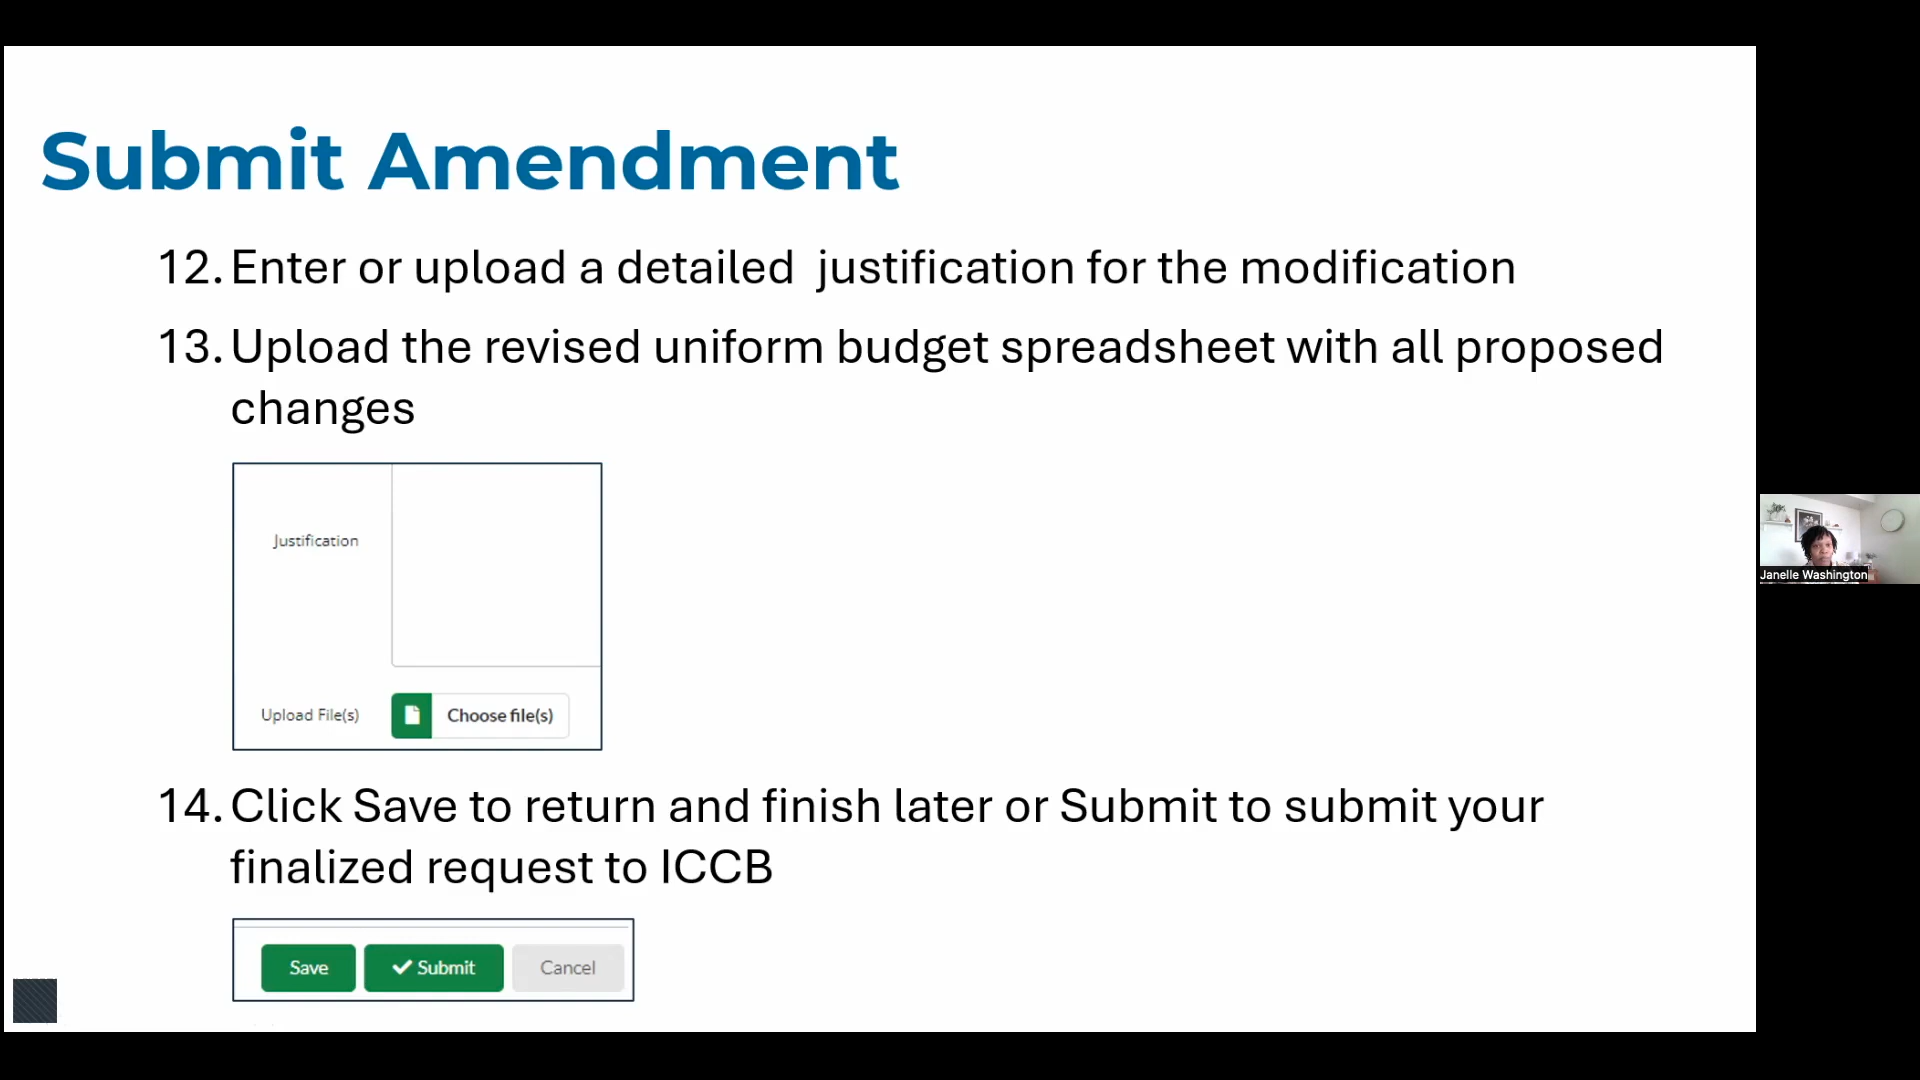 Submit Amendment
12. Enter or upload a detailed  justification for the modification
13. Upload the revised uniform budget spreadsheet with all proposed
changes
Justification
Upload File(s)
Choose file(s)
14. Click Save to return and finish later or Submit to submit your
finalized request to ICCB
Save
Submit
Cancel
Janelle Washington